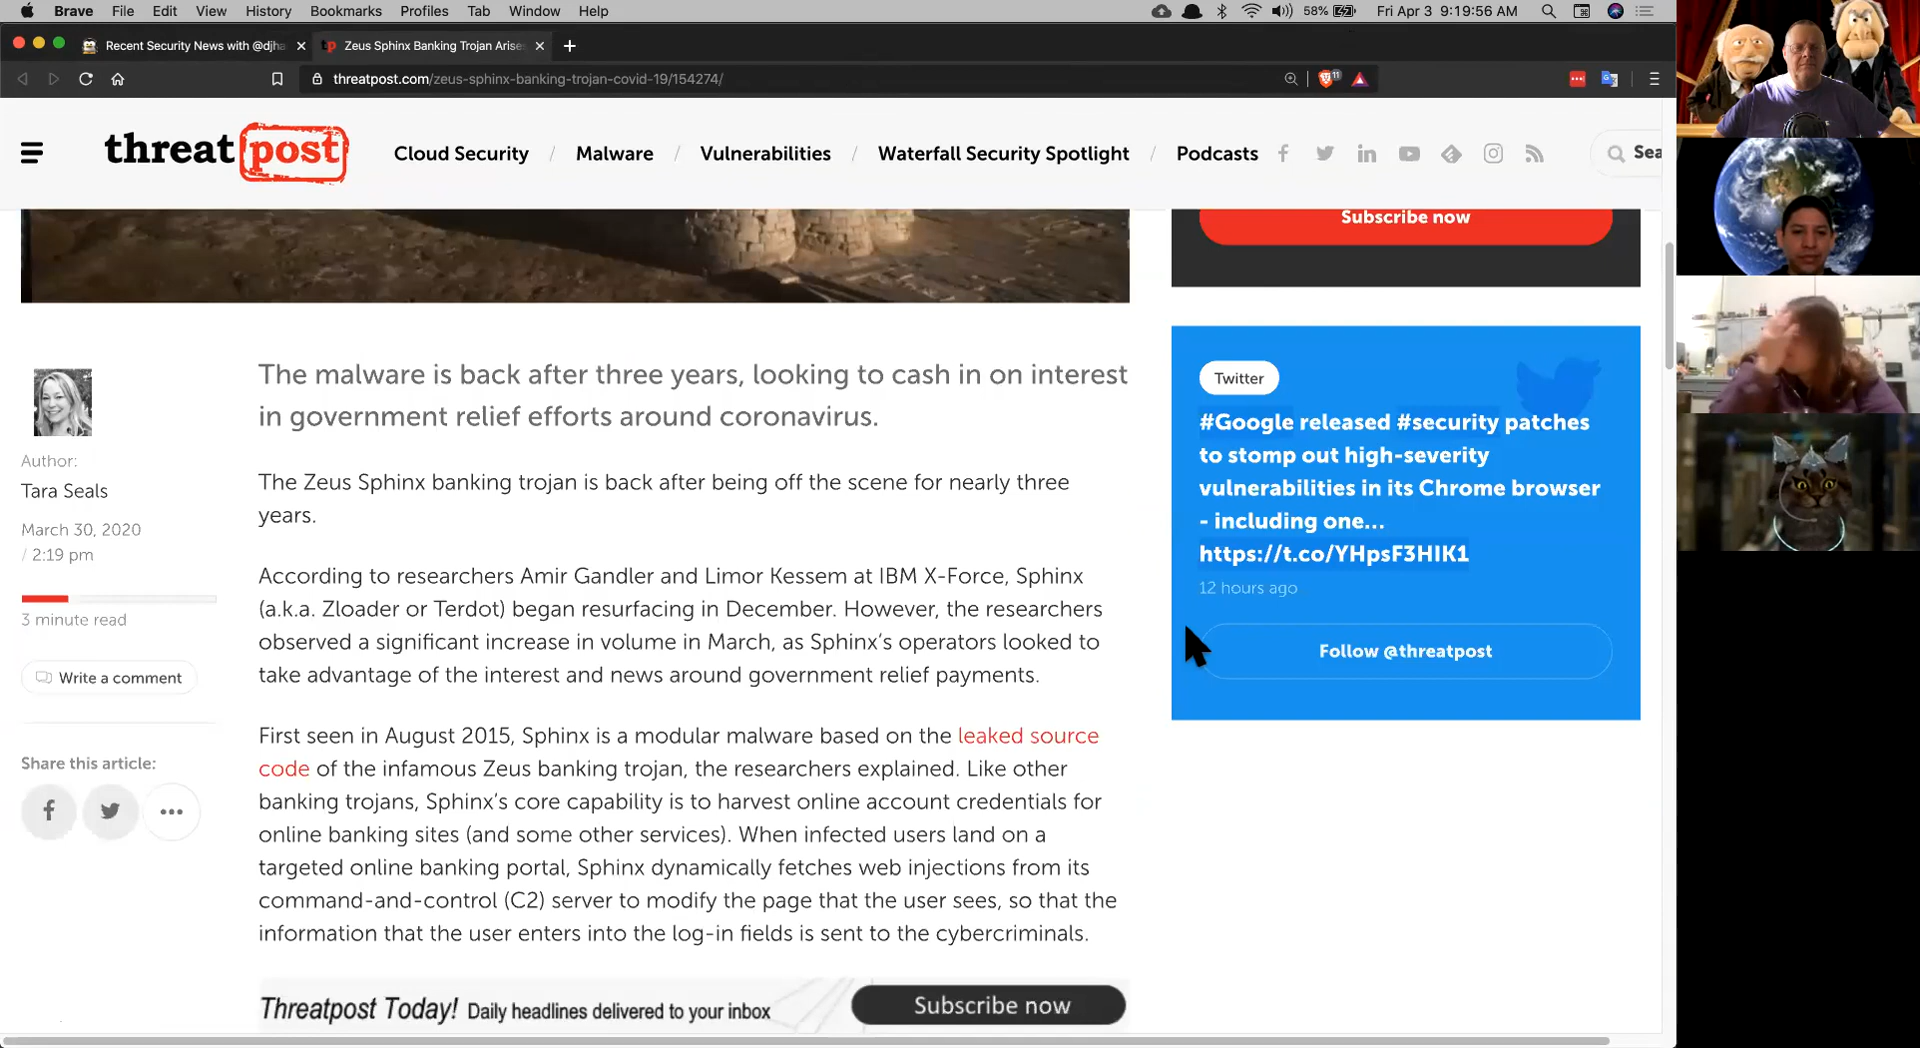 Brave File Edit View History Bookmarks Profiles Tab Window Help 58% Fri Apr 3 9:19:56 AM
Recent Security News with @djha
Zeus Sphinx Banking Trojan Arise
threatpost.com/zeus-sphinx-banking-trojan-covid-19/154274/
11
threatpost
Cloud Security / Malware / Vulnerabilities / Waterfall Security Spotlight / Podcasts
Sea
Subscribe now
The malware is back after three years, looking to cash in on interest
in government relief efforts around coronavirus.
Author:
Tara Seals
March 30, 2020
/ 2:19 pm
3 minute read
Write a comment
Share this article:
The Zeus Sphinx banking trojan is back after being off the scene for nearly three
years.
According to researchers Amir Gandler and Limor Kessem at IBM X-Force, Sphinx
(a.k.a. Zloader or Terdot) began resurfacing in December. However, the researchers
observed a significant increase in volume in March, as Sphinx's operators looked to
take advantage of the interest and news around government relief payments.
First seen in August 2015, Sphinx is a modular malware based on the leaked source
code of the infamous Zeus banking trojan, the researchers explained. Like other
banking trojans, Sphinx's core capability is to harvest online account credentials for
online banking sites (and some other services). When infected users land on a
targeted online banking portal, Sphinx dynamically fetches web injections from its
command-and-control (C2) server to modify the page that the user sees, so that the
information that the user enters into the log-in fields is sent to the cybercriminals.
Threatpost Today! Daily headlines delivered to your inbox
Subscribe now
Twitter
#Google released #security patches
to stomp out high-severity
vulnerabilities in its Chrome browser
- including one...
https://t.co/YHpsF3HIK1
12 hours ago
Follow @threatpost